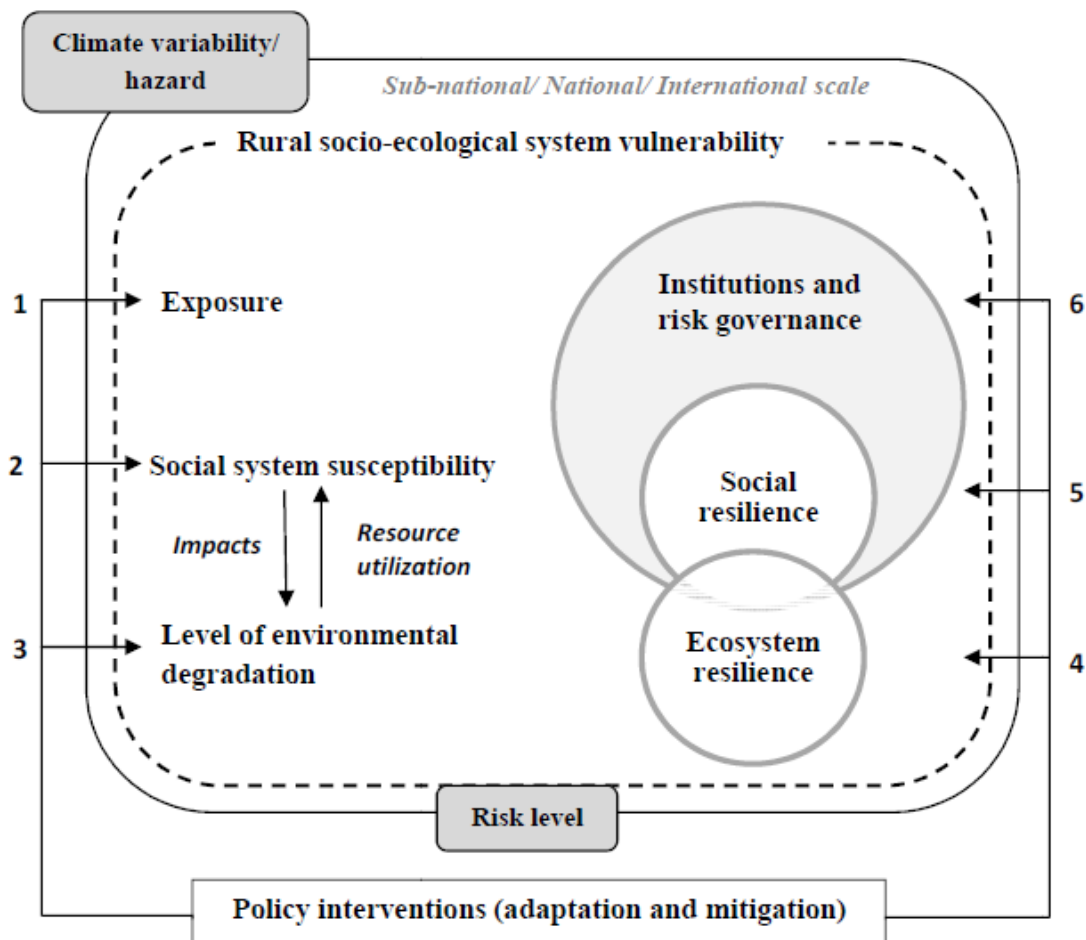 Climate variability/
hazard
Sub-national/ National/ International scale
Rural socio-ecological system vulnerability
Institutions and
risk governance
1
Exposure
6
2
Social system susceptibility
Social
resilience
5
Impacts
Resource
utilization
3
Level of environmental
degradation
Ecosystem
resilience
4
Risk level
Policy interventions (adaptation and mitigation)